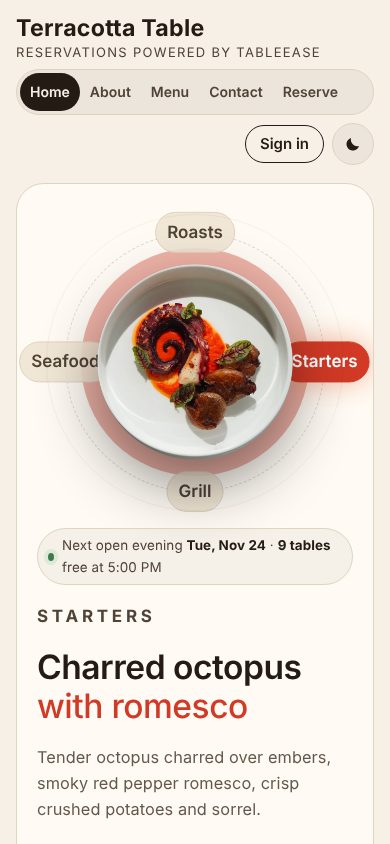 Terracotta Table
RESERVATIONS POWERED BY TABLEEASE
Home About Menu Contact Reserve
Sign in
Roasts
Seafood
Starters
Grill
Next open evening Tue, Nov 24 · 9 tables
free at 5:00 PM
STARTERS
Charred octopus
with romesco
Tender octopus charred over embers,
smoky red pepper romesco, crisp
crushed potatoes and sorrel.